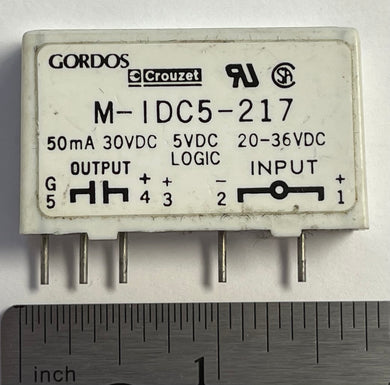 GORDOS
Crouzet
M-IDC5-217
50mA 30VDC 5VDC 20-36VDC
LOGIC
OUTPUT INPUT
G + + − +
5 4 3 2 1
inch 1